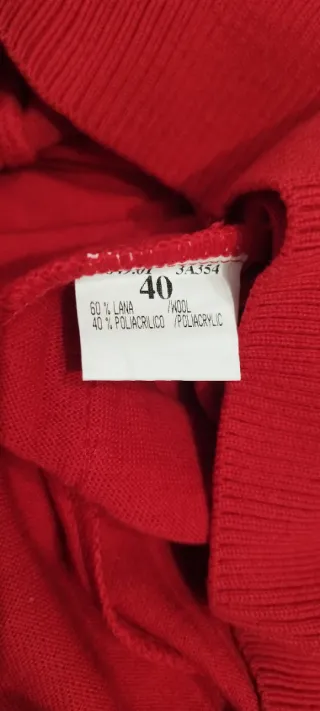 3A354
40
60 % LANA /WOOL
40 % POLIACRILICO /POLIACRYLIC